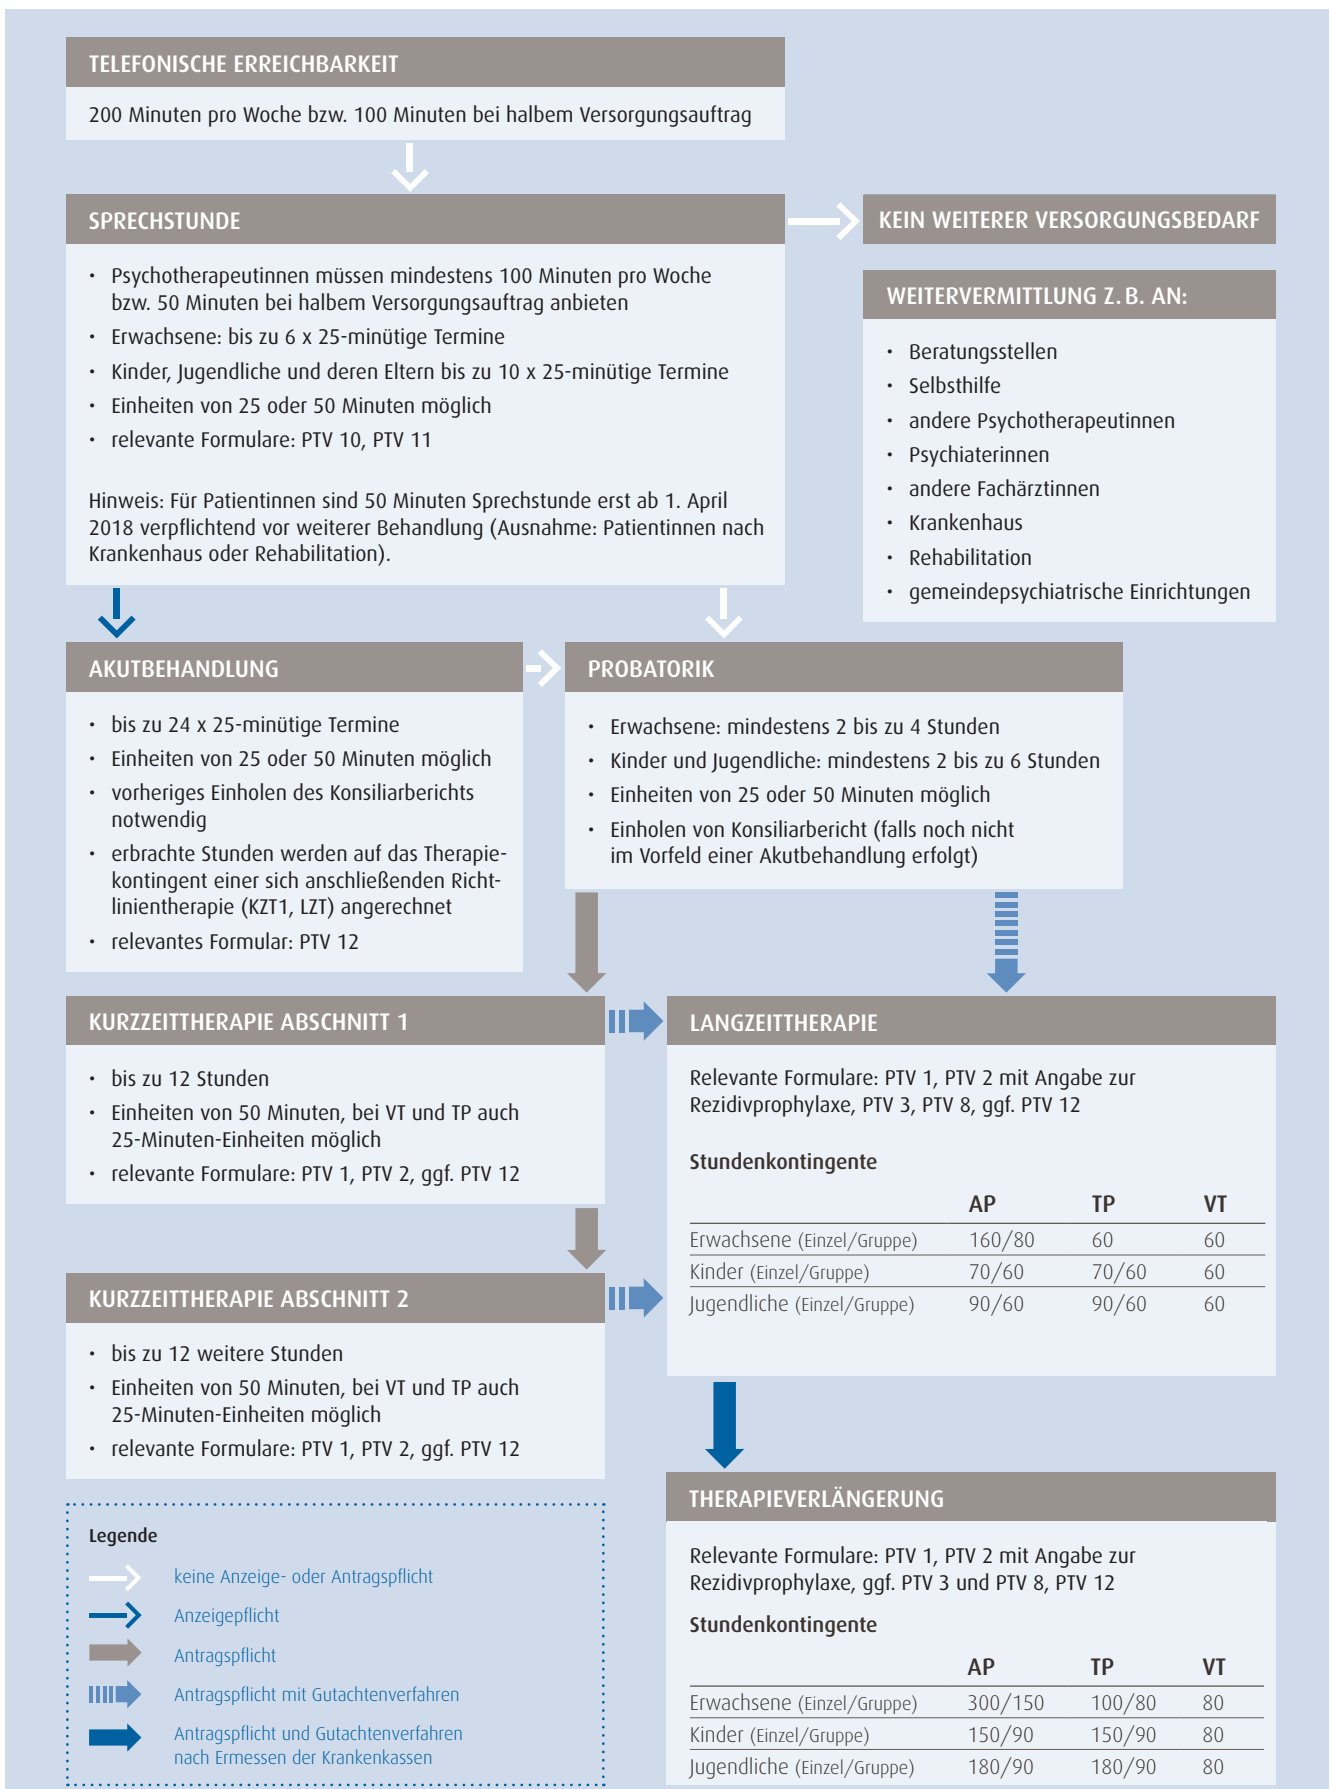 TELEFONISCHE ERREICHBARKEIT
200 Minuten pro Woche bzw. 100 Minuten bei halbem Versorgungsauftrag
SPRECHSTUNDE
• Psychotherapeutinnen müssen mindestens 100 Minuten pro Woche
bzw. 50 Minuten bei halbem Versorgungsauftrag anbieten
• Erwachsene: bis zu 6 x 25-minütige Termine
• Kinder, Jugendliche und deren Eltern bis zu 10 x 25-minütige Termine
• Einheiten von 25 oder 50 Minuten möglich
• relevante Formulare: PTV 10, PTV 11
Hinweis: Für Patientinnen sind 50 Minuten Sprechstunde erst ab 1. April
2018 verpflichtend vor weiterer Behandlung (Ausnahme: Patientinnen nach
Krankenhaus oder Rehabilitation).
KEIN WEITERER VERSORGUNGSBEDARF
WEITERVERMITTLUNG Z. B. AN:
• Beratungsstellen
• Selbsthilfe
• andere Psychotherapeutinnen
• Psychiaterinnen
• andere Fachärztinnen
• Krankenhaus
• Rehabilitation
• gemeindepsychiatrische Einrichtungen
AKUTBEHANDLUNG
• bis zu 24 x 25-minütige Termine
• Einheiten von 25 oder 50 Minuten möglich
• vorheriges Einholen des Konsiliarberichts
notwendig
• erbrachte Stunden werden auf das Therapie-
kontingent einer sich anschließenden Richt-
linientherapie (KZT1, LZT) angerechnet
• relevantes Formular: PTV 12
PROBATORIK
• Erwachsene: mindestens 2 bis zu 4 Stunden
• Kinder und Jugendliche: mindestens 2 bis zu 6 Stunden
• Einheiten von 25 oder 50 Minuten möglich
• Einholen von Konsiliarbericht (falls noch nicht
im Vorfeld einer Akutbehandlung erfolgt)
KURZZEITTHERAPIE ABSCHNITT 1
• bis zu 12 Stunden
• Einheiten von 50 Minuten, bei VT und TP auch
25-Minuten-Einheiten möglich
• relevante Formulare: PTV 1, PTV 2, ggf. PTV 12
KURZZEITTHERAPIE ABSCHNITT 2
• bis zu 12 weitere Stunden
• Einheiten von 50 Minuten, bei VT und TP auch
25-Minuten-Einheiten möglich
• relevante Formulare: PTV 1, PTV 2, ggf. PTV 12
LANGZEITTHERAPIE
Relevante Formulare: PTV 1, PTV 2 mit Angabe zur
Rezidivprophylaxe, PTV 3, PTV 8, ggf. PTV 12
Stundenkontingente
AP TP VT
Erwachsene (Einzel/Gruppe) 160/80 60 60
Kinder (Einzel/Gruppe) 70/60 70/60 60
Jugendliche (Einzel/Gruppe) 90/60 90/60 60
THERAPIEVERLÄNGERUNG
Relevante Formulare: PTV 1, PTV 2 mit Angabe zur
Rezidivprophylaxe, ggf. PTV 3 und PTV 8, PTV 12
Stundenkontingente
AP TP VT
Erwachsene (Einzel/Gruppe) 300/150 100/80 80
Kinder (Einzel/Gruppe) 150/90 150/90 80
Jugendliche (Einzel/Gruppe) 180/90 180/90 80
Legende
keine Anzeige- oder Antragspflicht
Anzeigepflicht
Antragspflicht
Antragspflicht mit Gutachtenverfahren
Antragspflicht und Gutachtenverfahren
nach Ermessen der Krankenkassen